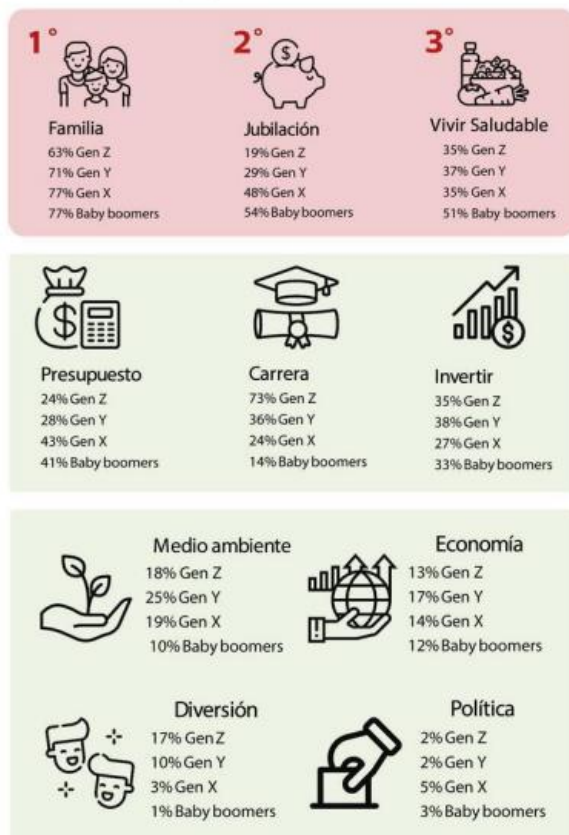 1°
Familia
63% Gen Z
71% Gen Y
77% Gen X
77% Baby boomers
2°
$
Jubilación
19% Gen Z
29% Gen Y
48% Gen X
54% Baby boomers
3°
Vivir Saludable
35% Gen Z
37% Gen Y
35% Gen X
51% Baby boomers
$
Presupuesto
24% Gen Z
28% Gen Y
43% Gen X
41% Baby boomers
Carrera
73% Gen Z
36% Gen Y
24% Gen X
14% Baby boomers
$
Invertir
35% Gen Z
38% Gen Y
27% Gen X
33% Baby boomers
Medio ambiente
18% Gen Z
25% Gen Y
19% Gen X
10% Baby boomers
Economía
13% Gen Z
17% Gen Y
14% Gen X
12% Baby boomers
Diversión
17% Gen Z
10% Gen Y
3% Gen X
1% Baby boomers
Política
2% Gen Z
2% Gen Y
5% Gen X
3% Baby boomers